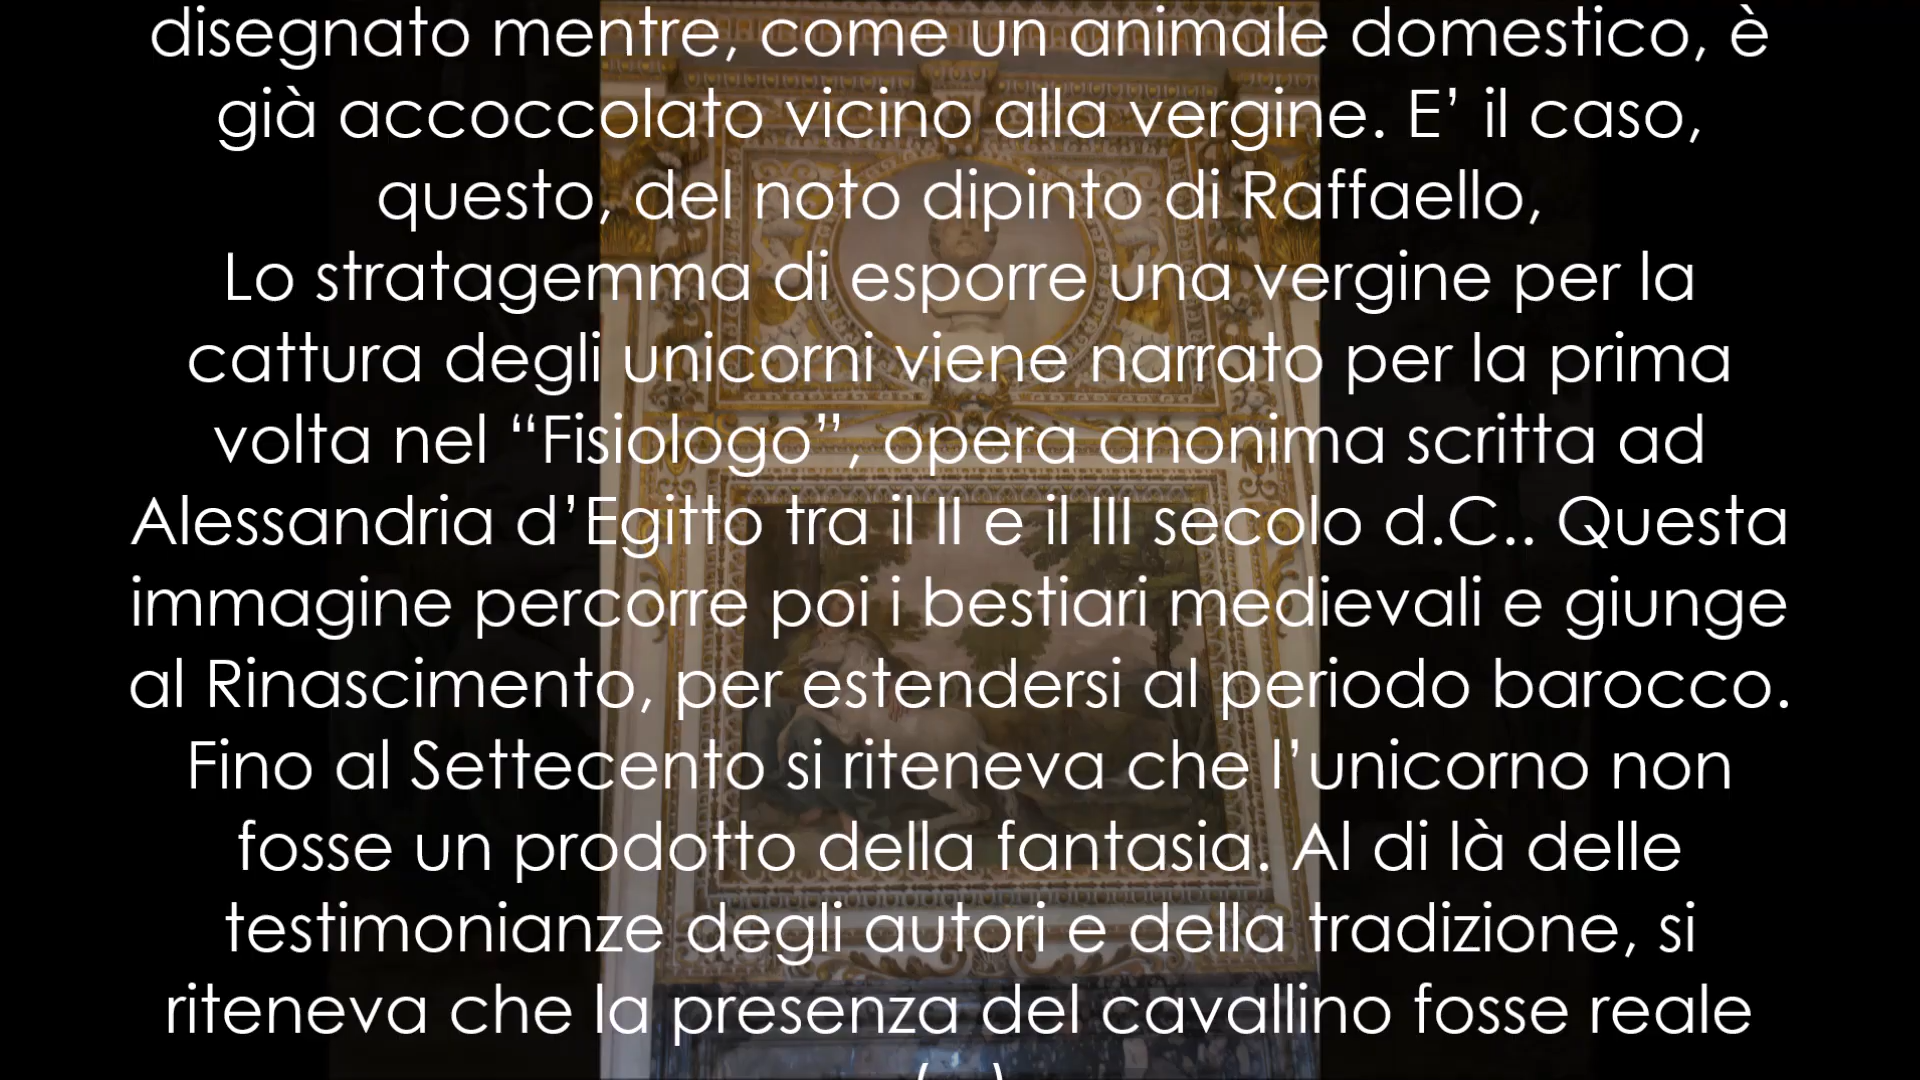 disegnato mentre, come un animale domestico, è
già accoccolato vicino alla vergine. E’ il caso,
questo, del noto dipinto di Raffaello,
Lo stratagemma di esporre una vergine per la
cattura degli unicorni viene narrato per la prima
volta nel “Fisiologo”, opera anonima scritta ad
Alessandria d’Egitto tra il II e il III secolo d.C.. Questa
immagine percorre poi i bestiari medievali e giunge
al Rinascimento, per estendersi al periodo barocco.
Fino al Settecento si riteneva che l’unicorno non
fosse un prodotto della fantasia. Al di là delle
testimonianze degli autori e della tradizione, si
riteneva che la presenza del cavallino fosse reale